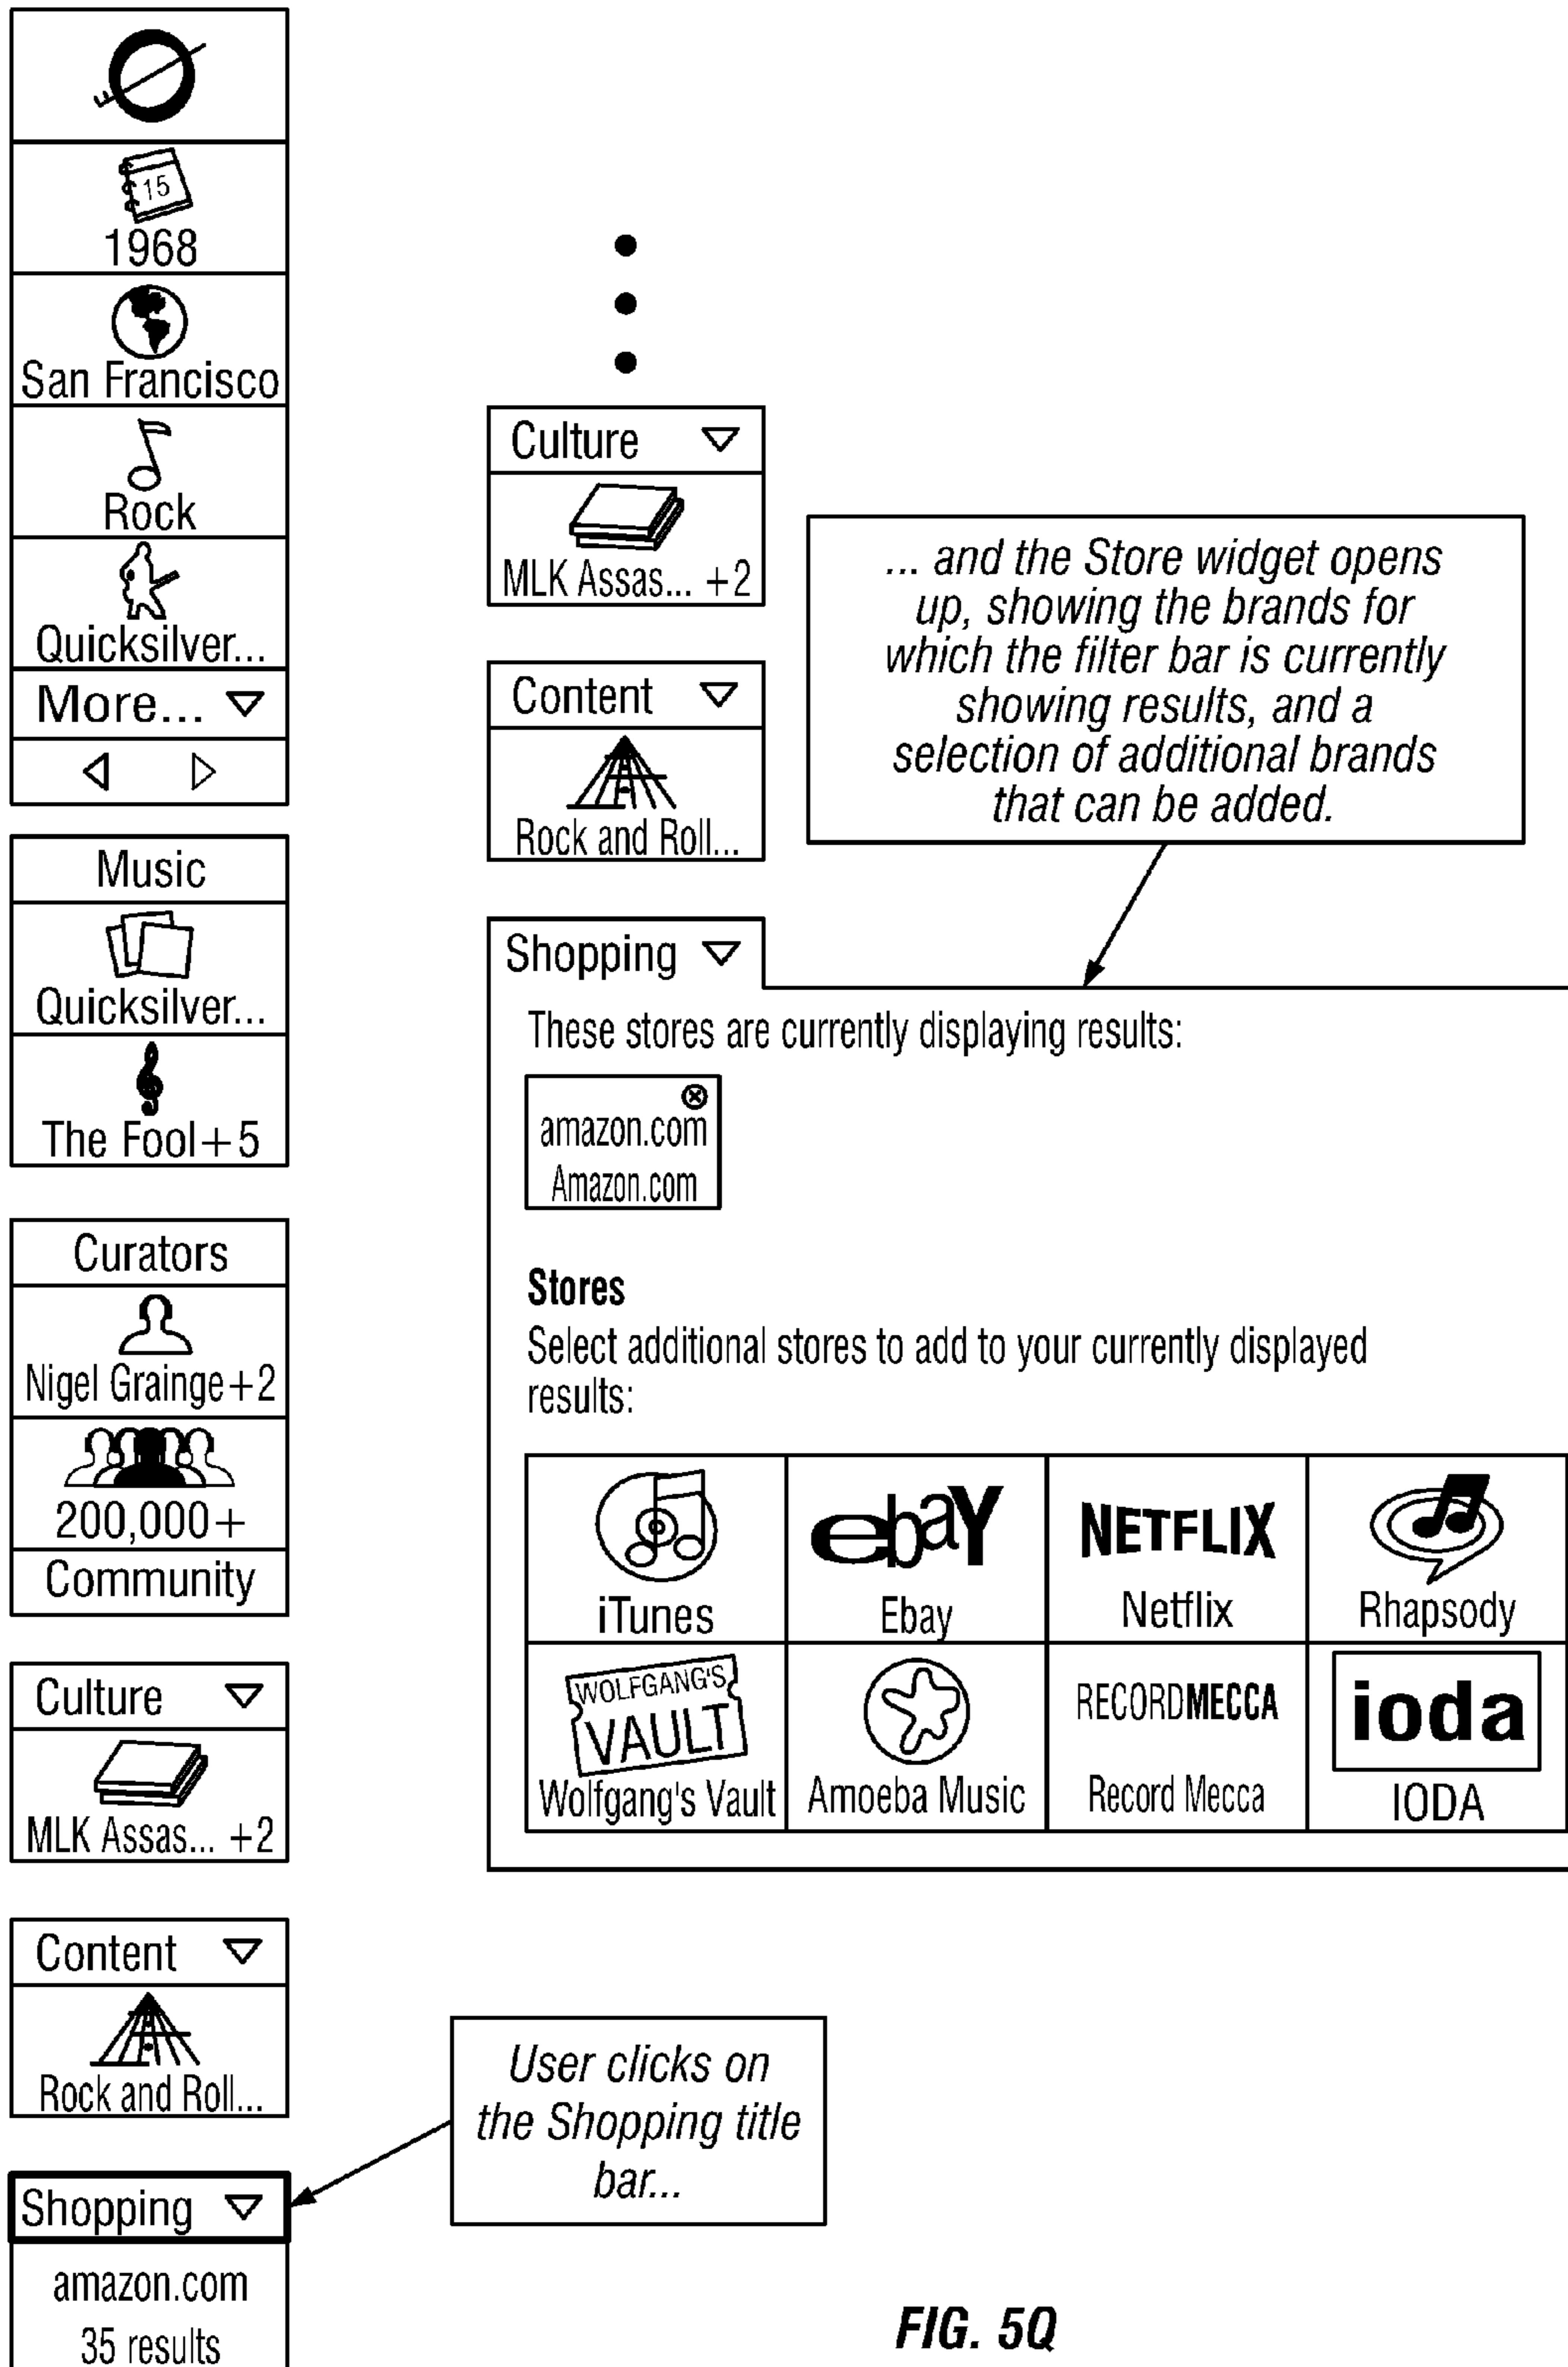 15
1968
San Francisco
Rock
Quicksilver...
More...
Music
Quicksilver...
The Fool+5
Curators
Nigel Grainge+2
200,000+
Community
Culture
MLK Assas... +2
Content
Rock and Roll...
Shopping
amazon.com
35 results
User clicks on
the Shopping title
bar...
Culture
MLK Assas... +2
Content
Rock and Roll...
... and the Store widget opens
up, showing the brands for
which the filter bar is currently
showing results, and a
selection of additional brands
that can be added.
Shopping
These stores are currently displaying results:
amazon.com
Amazon.com
Stores
Select additional stores to add to your currently displayed
results:
iTunes
ebaY
Ebay
NETFLIX
Netflix
Rhapsody
WOLFGANG'S
VAULT
Wolfgang's Vault
Amoeba Music
RECORDMECCA
Record Mecca
ioda
IODA
FIG. 5Q